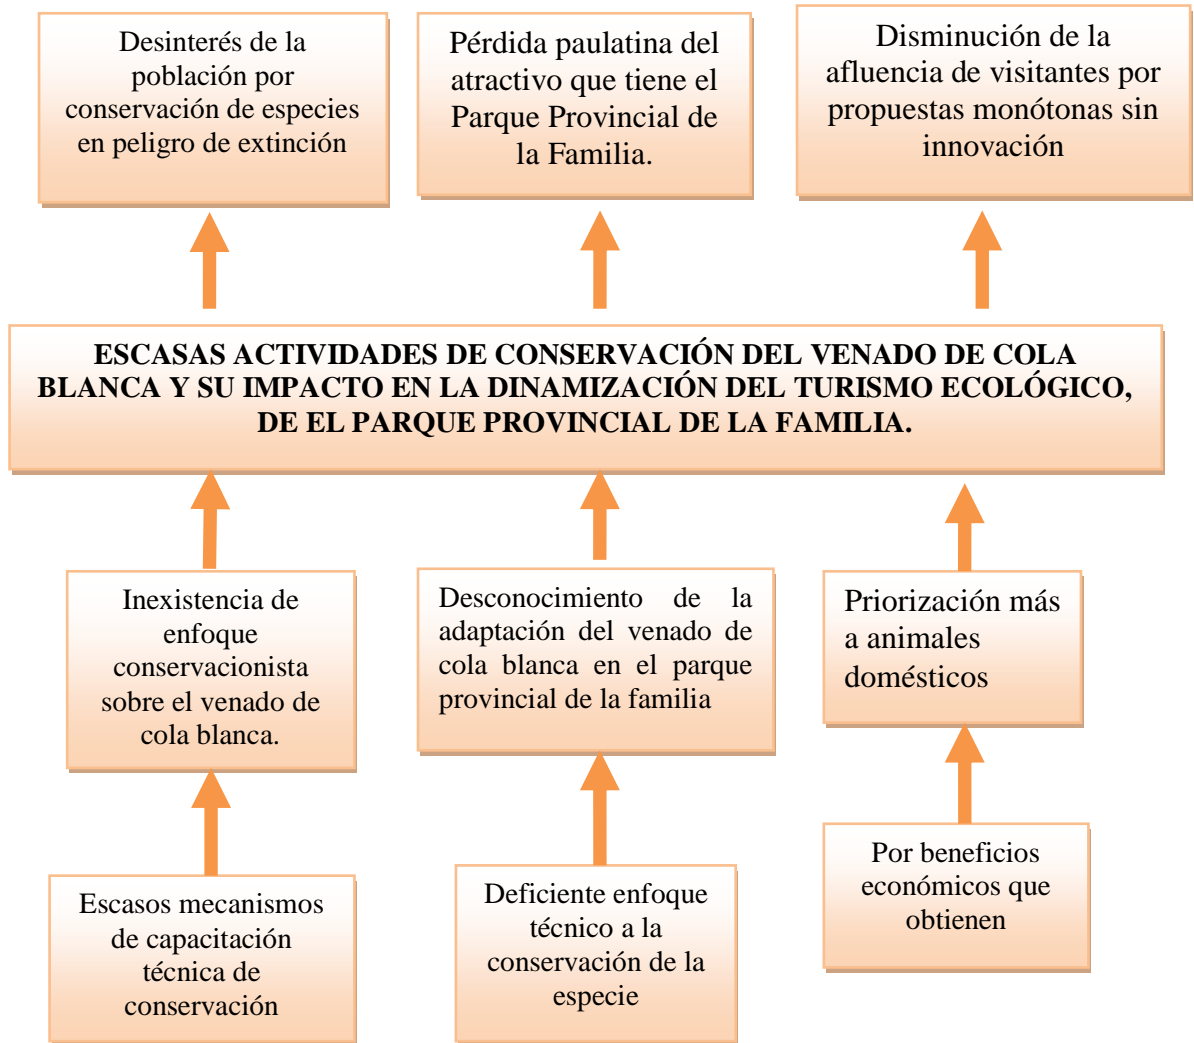 Desinterés de la
población por
conservación de especies
en peligro de extinción
Pérdida paulatina del
atractivo que tiene el
Parque Provincial de
la Familia.
Disminución de la
afluencia de visitantes por
propuestas monótonas sin
innovación
ESCASAS ACTIVIDADES DE CONSERVACIÓN DEL VENADO DE COLA
BLANCA Y SU IMPACTO EN LA DINAMIZACIÓN DEL TURISMO ECOLÓGICO,
DE EL PARQUE PROVINCIAL DE LA FAMILIA.
Inexistencia de
enfoque
conservacionista
sobre el venado de
cola blanca.
Desconocimiento de la
adaptación del venado de
cola blanca en el parque
provincial de la familia
Priorización más
a animales
domésticos
Escasos mecanismos
de capacitación
técnica de
conservación
Deficiente enfoque
técnico a la
conservación de la
especie
Por beneficios
económicos que
obtienen